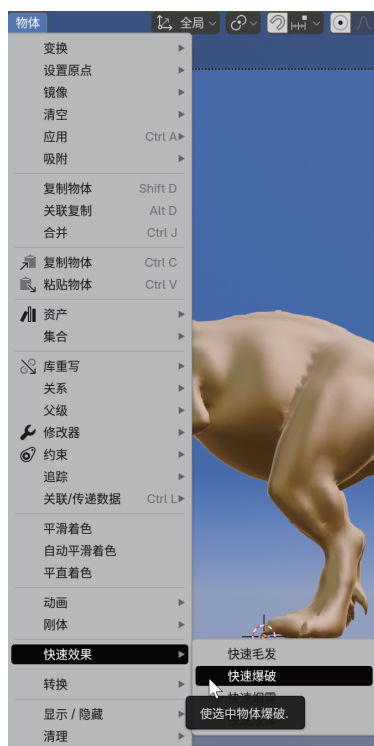 物体 全局
变换
设置原点
镜像
清空
应用 Ctrl A
吸附
复制物体 Shift D
关联复制 Alt D
合并 Ctrl J
复制物体 Ctrl C
粘贴物体 Ctrl V
资产
集合
库重写
关系
父级
修改器
约束
追踪
关联/传递数据 Ctrl L
平滑着色
自动平滑着色
平直着色
动画
刚体
快速效果
快速毛发
快速爆破
转换
使选中物体爆破.
显示 / 隐藏
清理